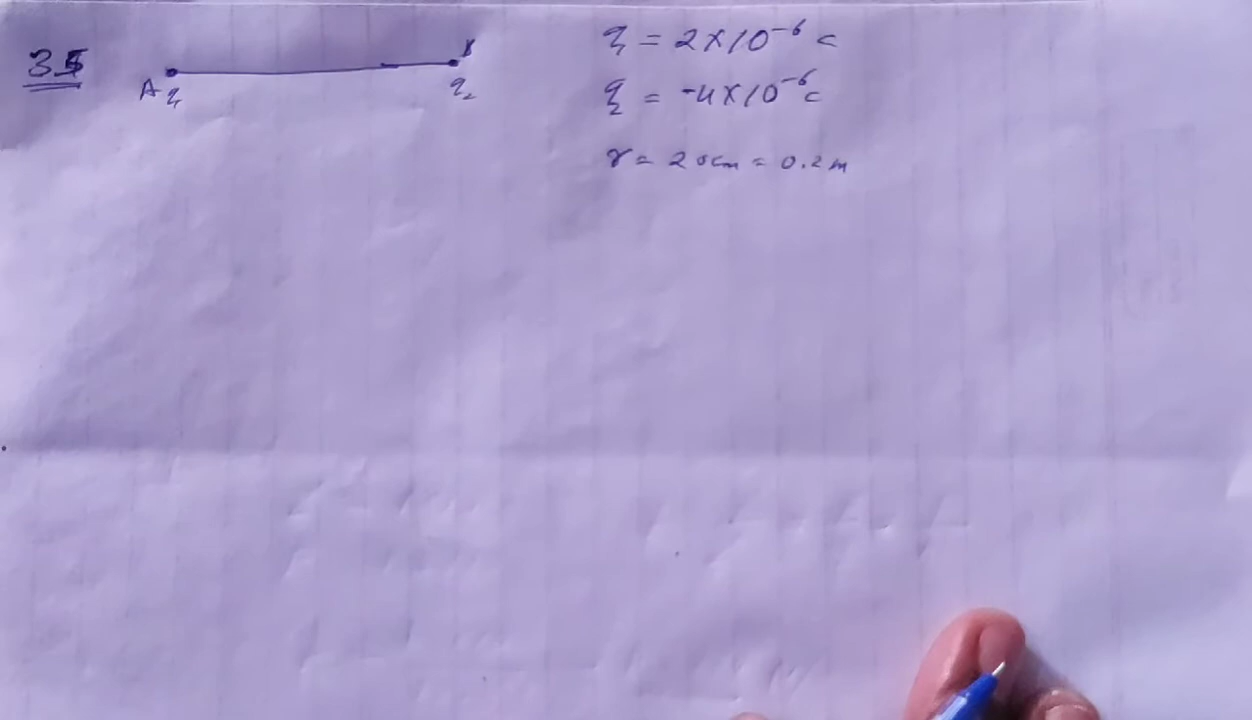 35
A q₁ B q₂
q₁ = 2×10⁻⁶ C
q₂ = -4×10⁻⁶ C
r = 20cm = 0.2m